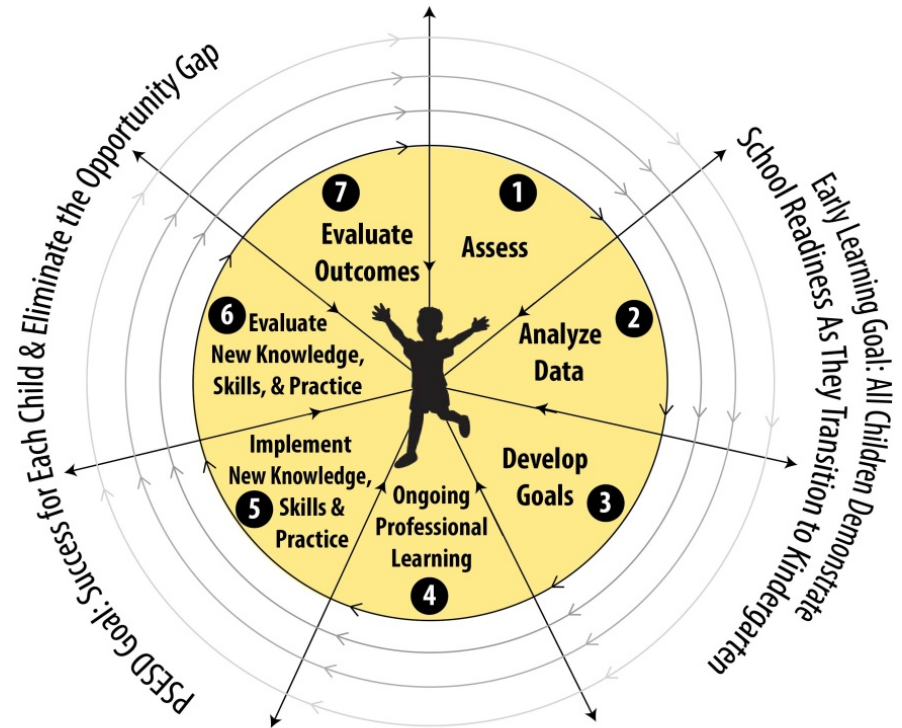 1
Assess
2
Analyze
Data
3
Develop
Goals
4
Ongoing
Professional
Learning
5
Implement
New Knowledge,
Skills &
Practice
6
Evaluate
New Knowledge,
Skills, & Practice
7
Evaluate
Outcomes
Early Learning Goal: All Children Demonstrate
School Readiness As They Transition to Kindergarten
PSESD Goal: Success for Each Child & Eliminate the Opportunity Gap